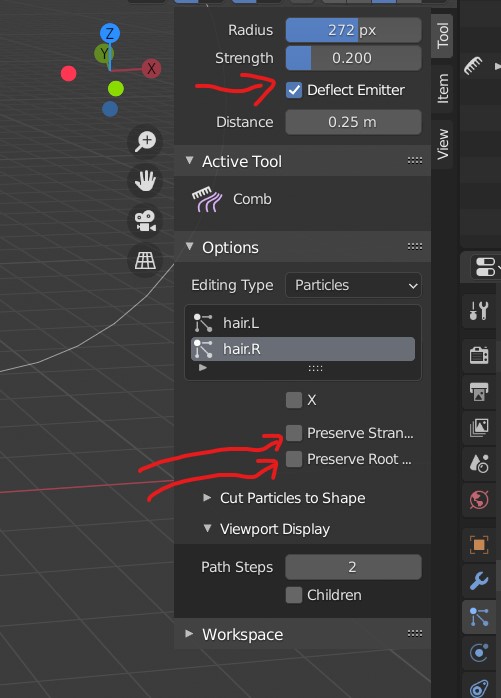 Z
Y
X
Radius 272 px
Strength 0.200
Deflect Emitter
Distance 0.25 m
Active Tool
Comb
Options
Editing Type Particles
hair.L
hair.R
X
Preserve Stran...
Preserve Root ...
Cut Particles to Shape
Viewport Display
Path Steps 2
Children
Workspace
Tool
Item
View